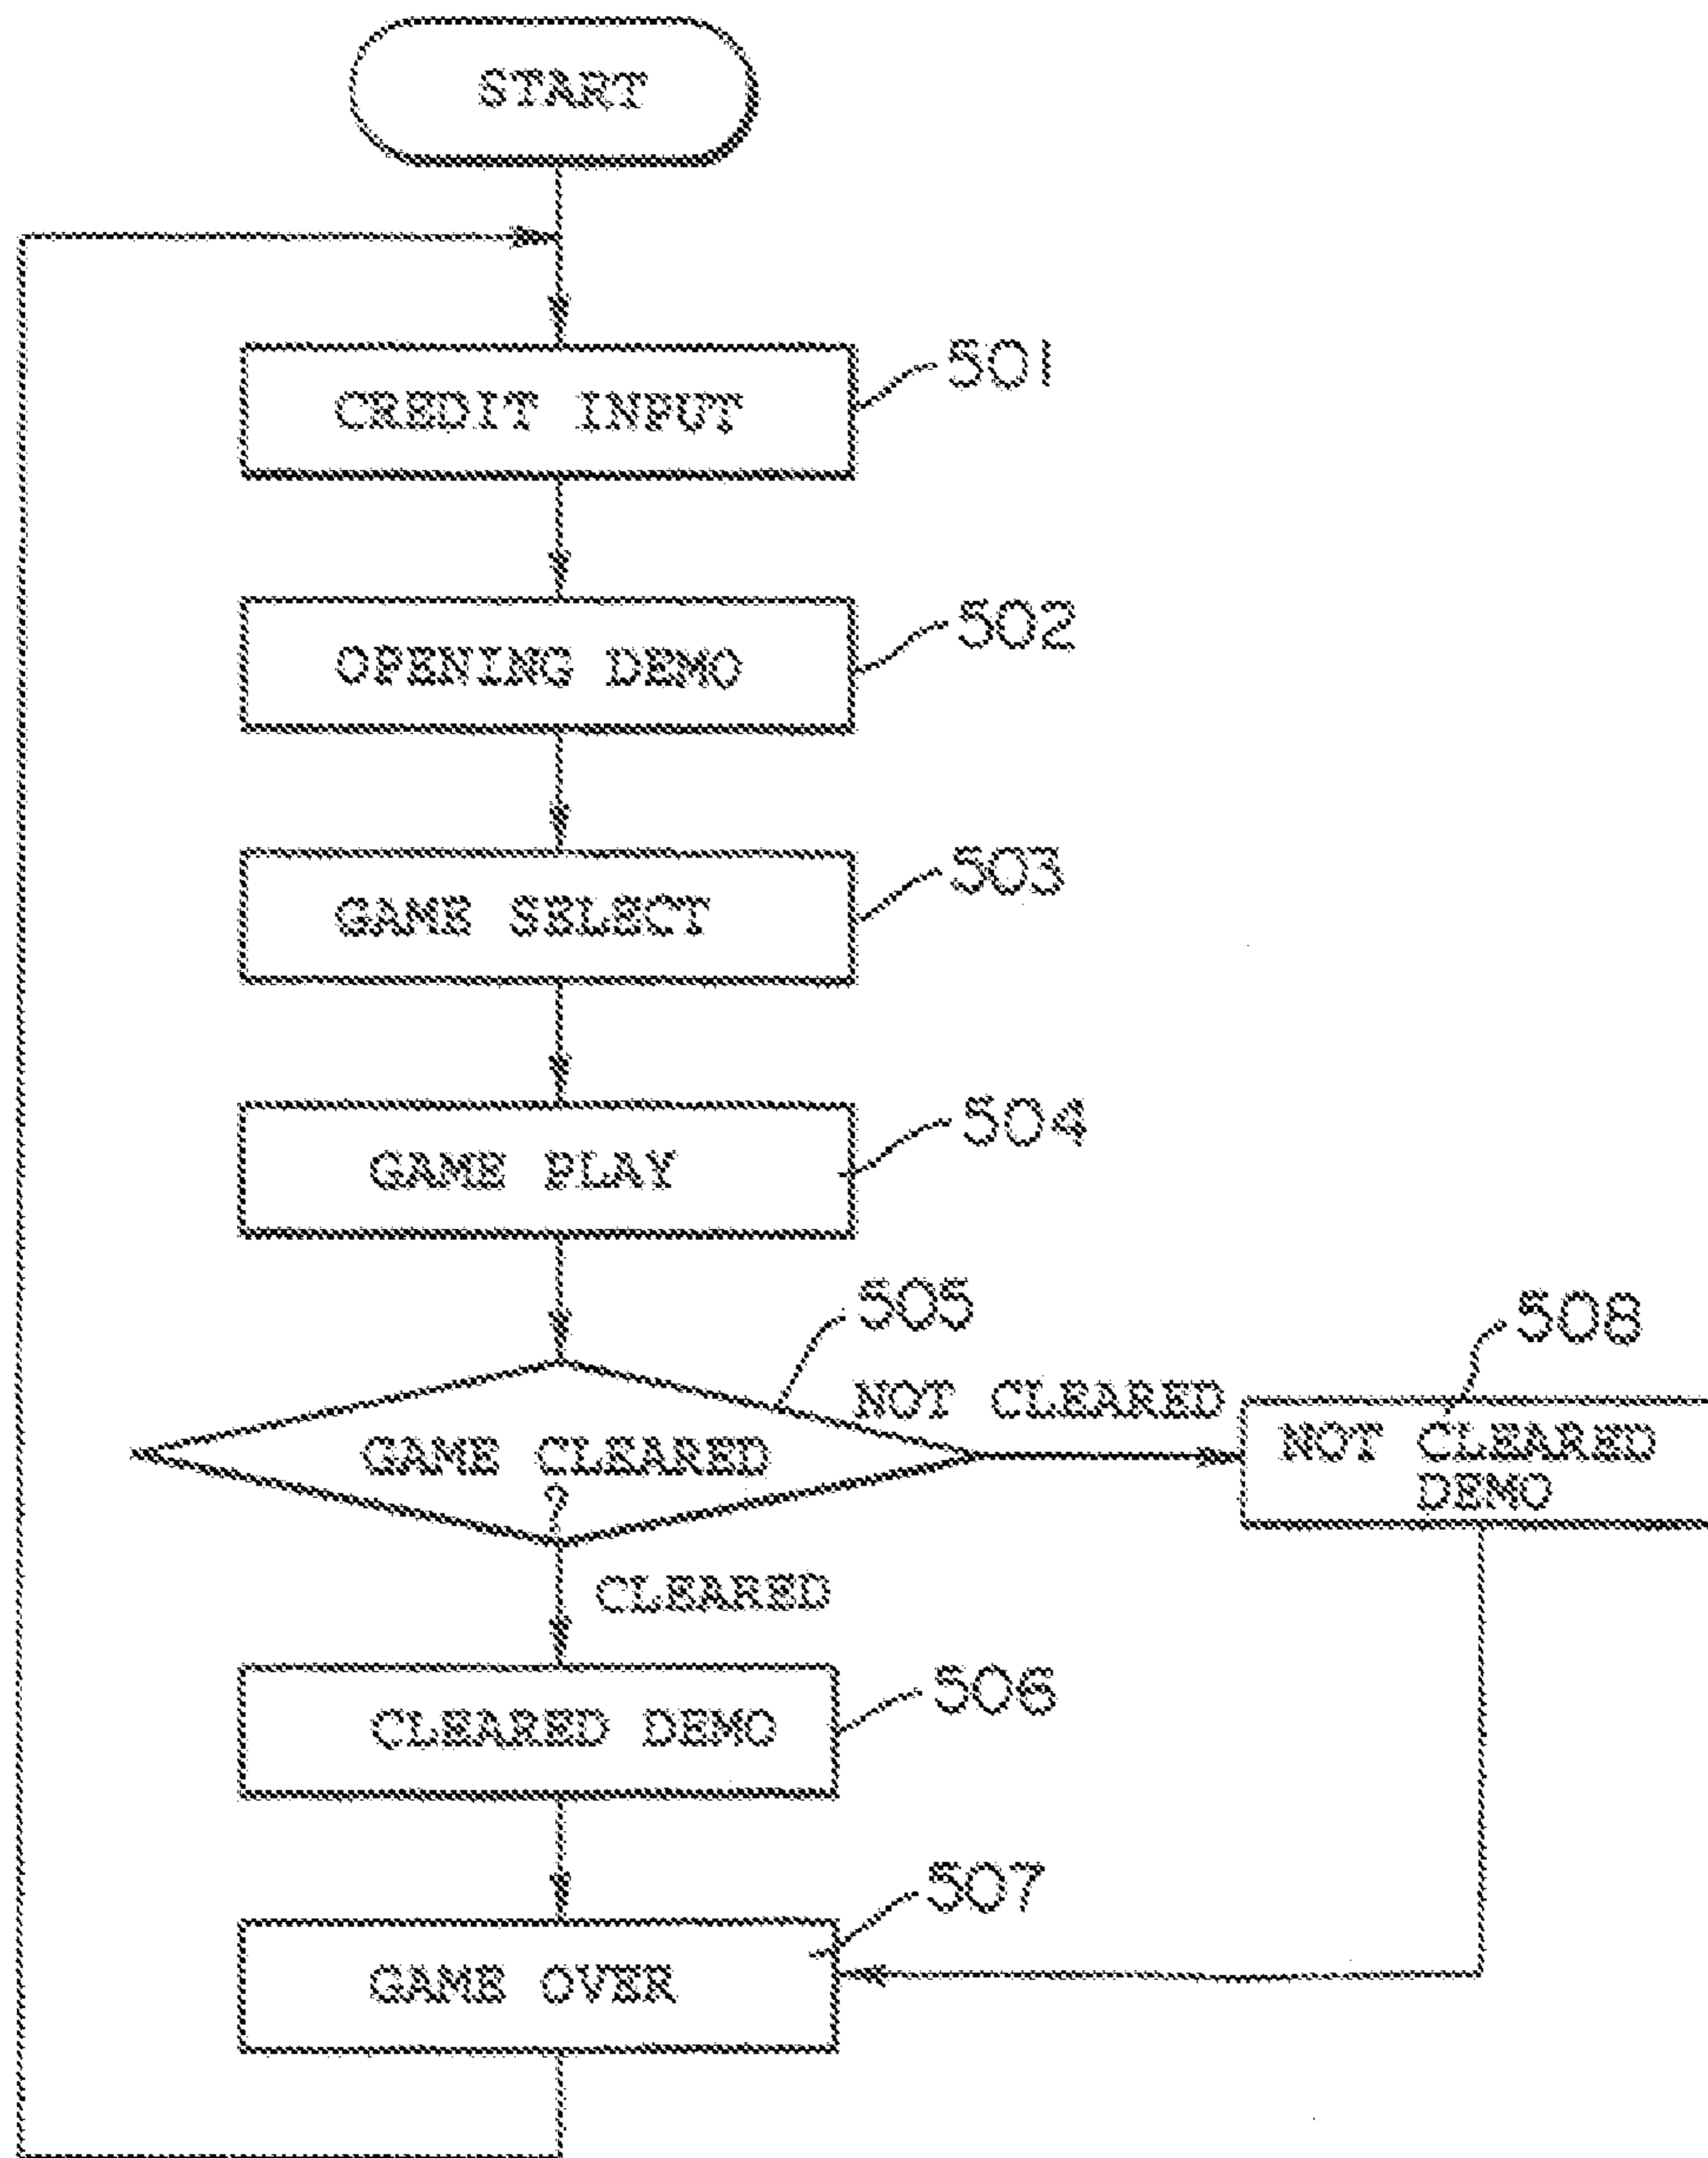 START
CREDIT INPUT
501
OPENING DEMO
502
GAME SELECT
503
GAME PLAY
504
505
GAME CLEARED
?
NOT CLEARED
508
NOT CLEARED
DEMO
CLEARED
CLEARED DEMO
506
GAME OVER
507